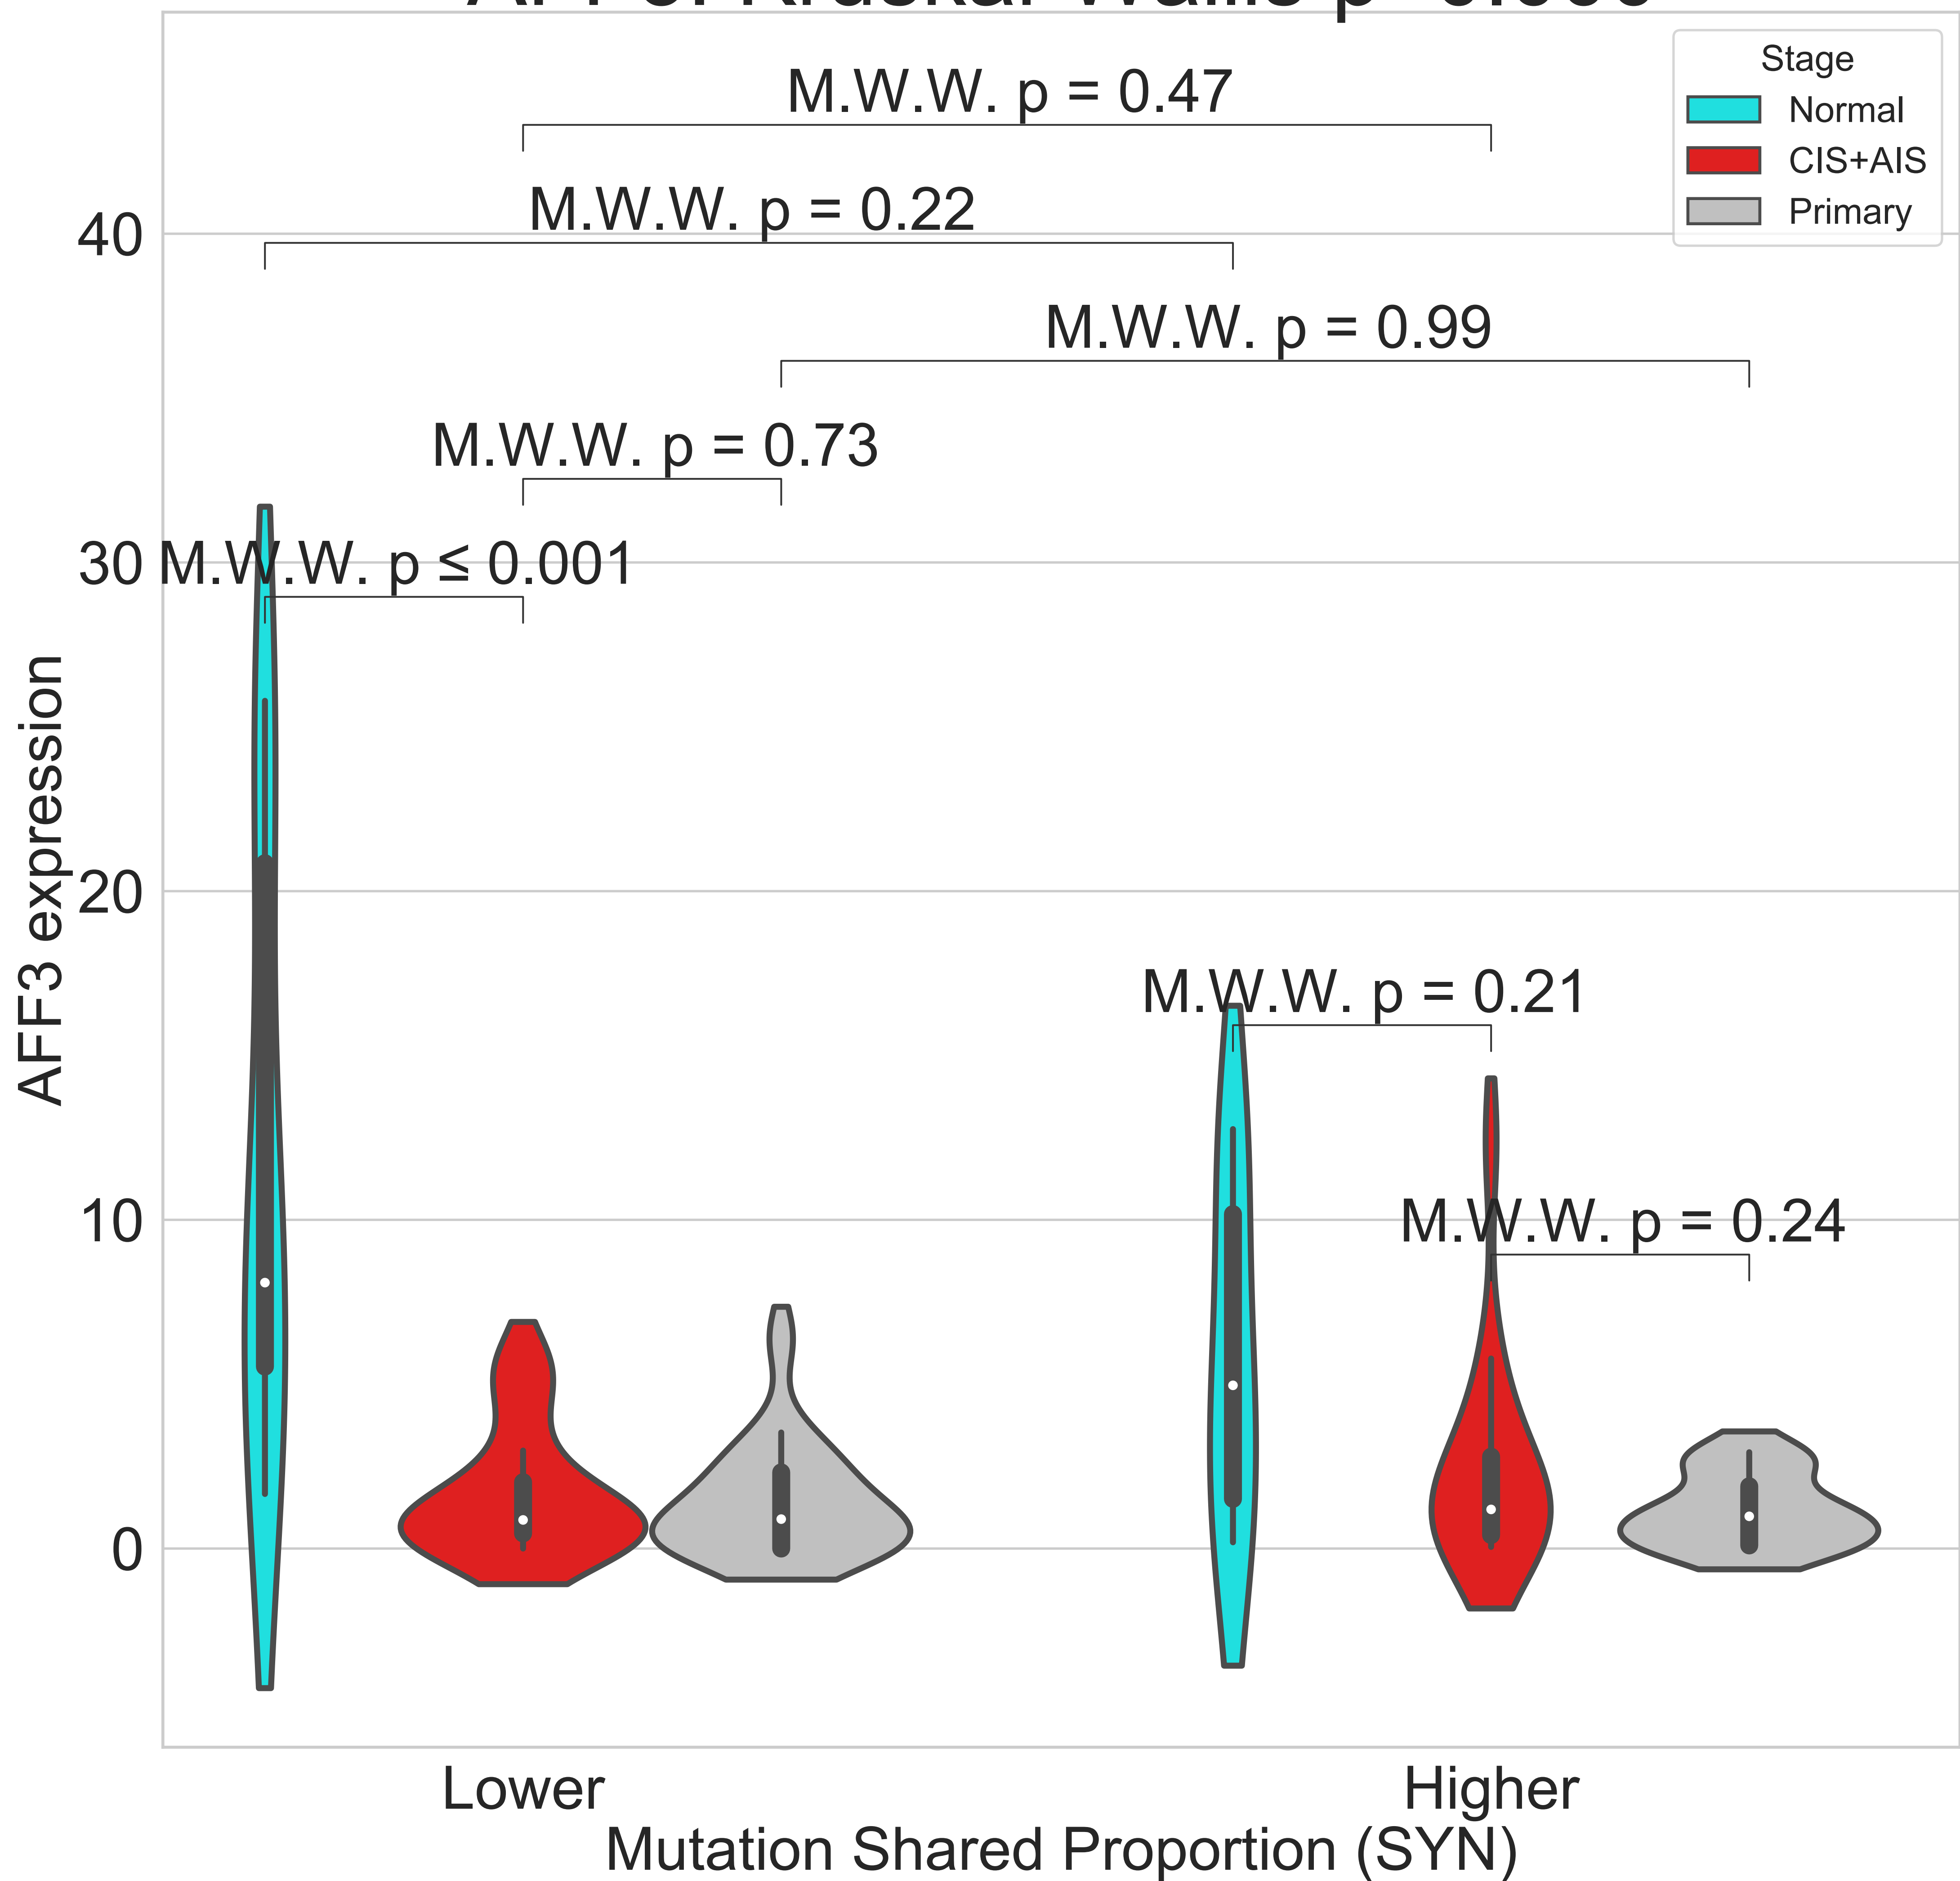 Stage
Normal
CIS+AIS
Primary
M.W.W. p = 0.47
M.W.W. p = 0.22
M.W.W. p = 0.99
M.W.W. p = 0.73
M.W.W. p ≤ 0.001
M.W.W. p = 0.21
M.W.W. p = 0.24
40
30
20
10
0
AFF3 expression
Lower
Higher
Mutation Shared Proportion (SYN)